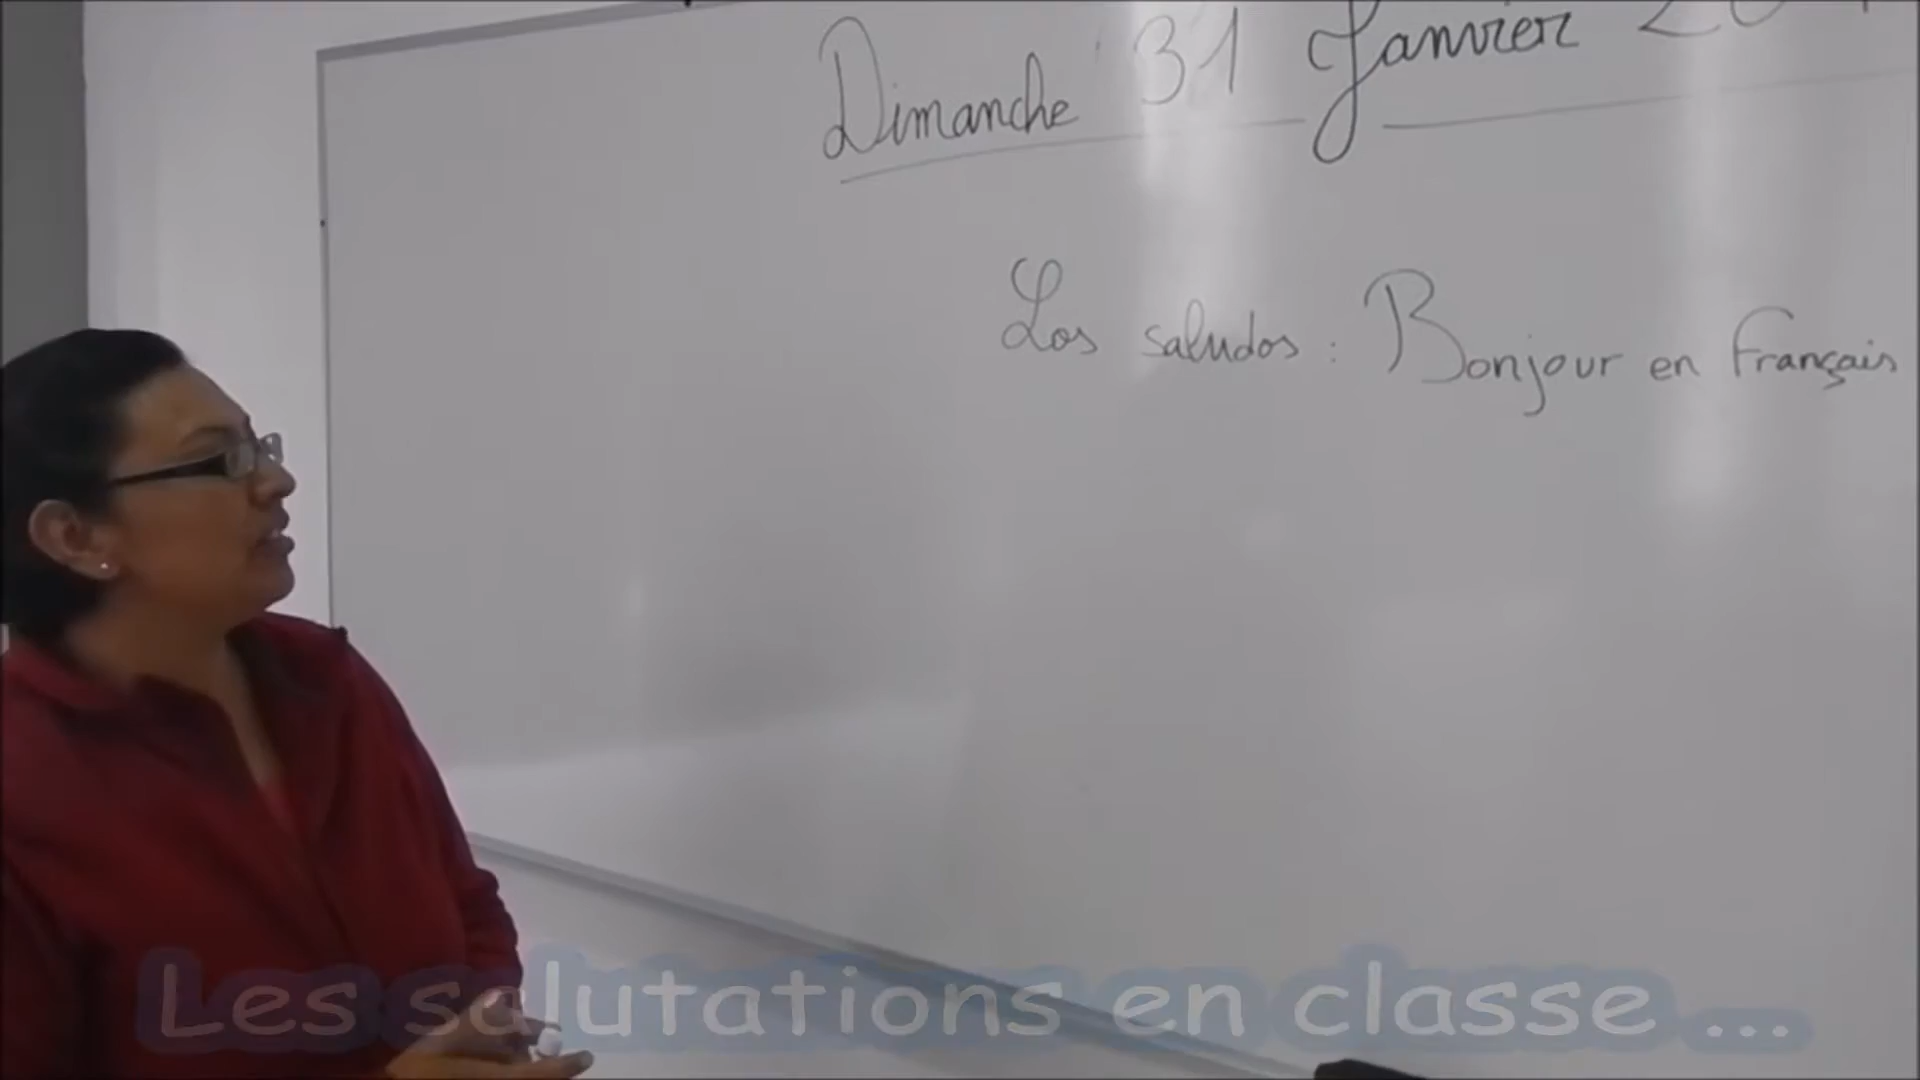 Dimanche 31 Janvier
Los saludos : Bonjour en Français
Les salutations en classe ...